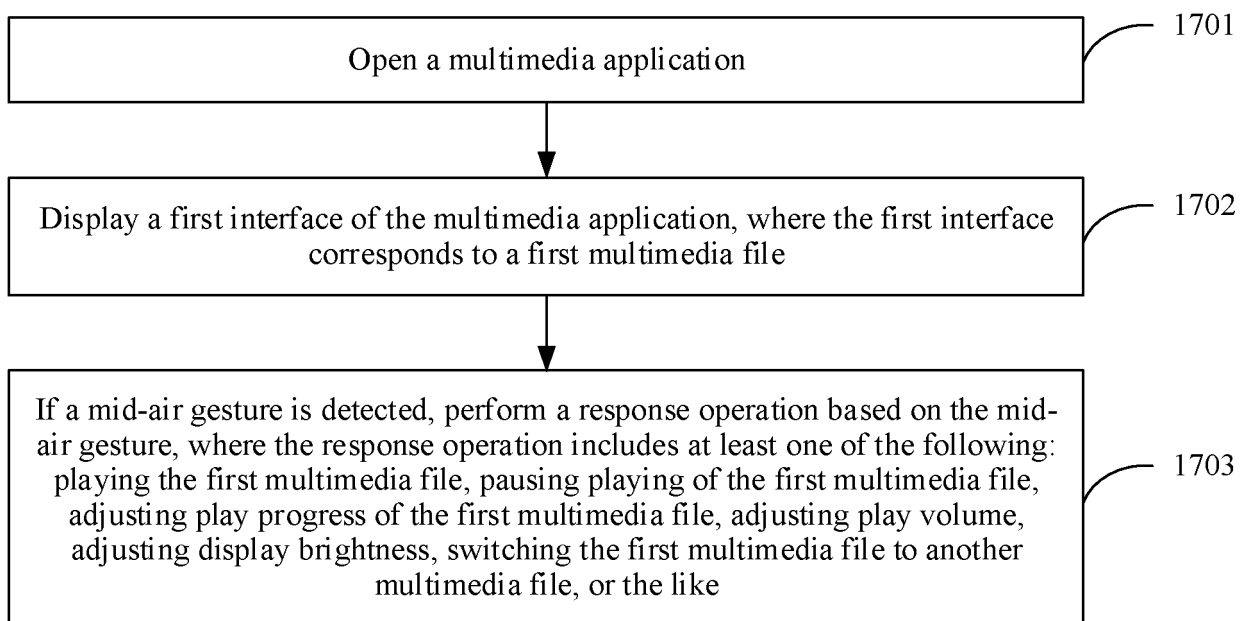 1701
Open a multimedia application
1702
Display a first interface of the multimedia application, where the first interface
corresponds to a first multimedia file
If a mid-air gesture is detected, perform a response operation based on the mid-
air gesture, where the response operation includes at least one of the following:
playing the first multimedia file, pausing playing of the first multimedia file,
1703
adjusting play progress of the first multimedia file, adjusting play volume,
adjusting display brightness, switching the first multimedia file to another
multimedia file, or the like